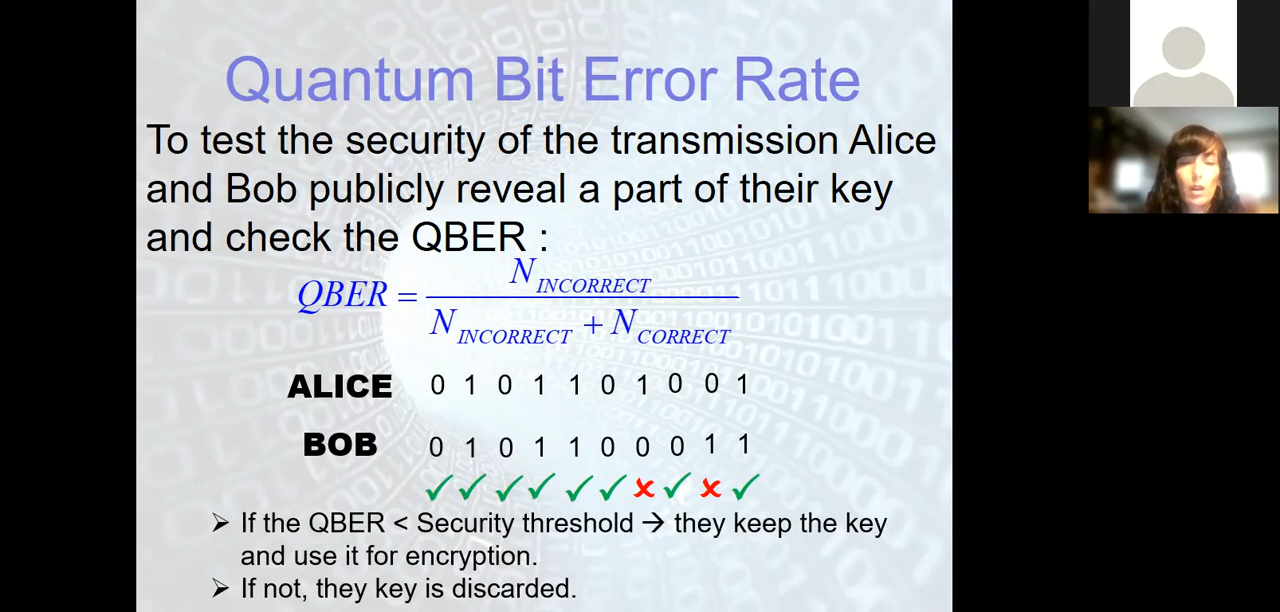 Quantum Bit Error Rate
To test the security of the transmission Alice
and Bob publicly reveal a part of their key
and check the QBER :
QBER = N_INCORRECT / (N_INCORRECT + N_CORRECT)
ALICE 0 1 0 1 1 0 1 0 0 1
BOB 0 1 0 1 1 0 0 0 1 1
✓ ✓ ✓ ✓ ✓ ✓ ✗ ✓ ✗ ✓
➢ If the QBER < Security threshold → they keep the key
and use it for encryption.
➢ If not, they key is discarded.